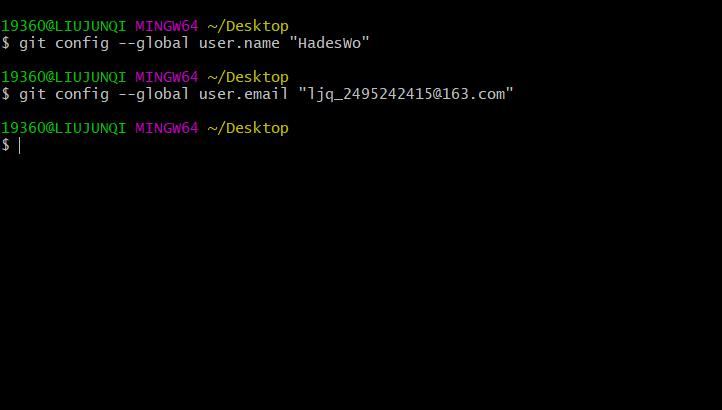 19360@LIUJUNQI MINGW64 ~/Desktop
$ git config --global user.name "HadesWo"
19360@LIUJUNQI MINGW64 ~/Desktop
$ git config --global user.email "ljq_2495242415@163.com"
19360@LIUJUNQI MINGW64 ~/Desktop
$